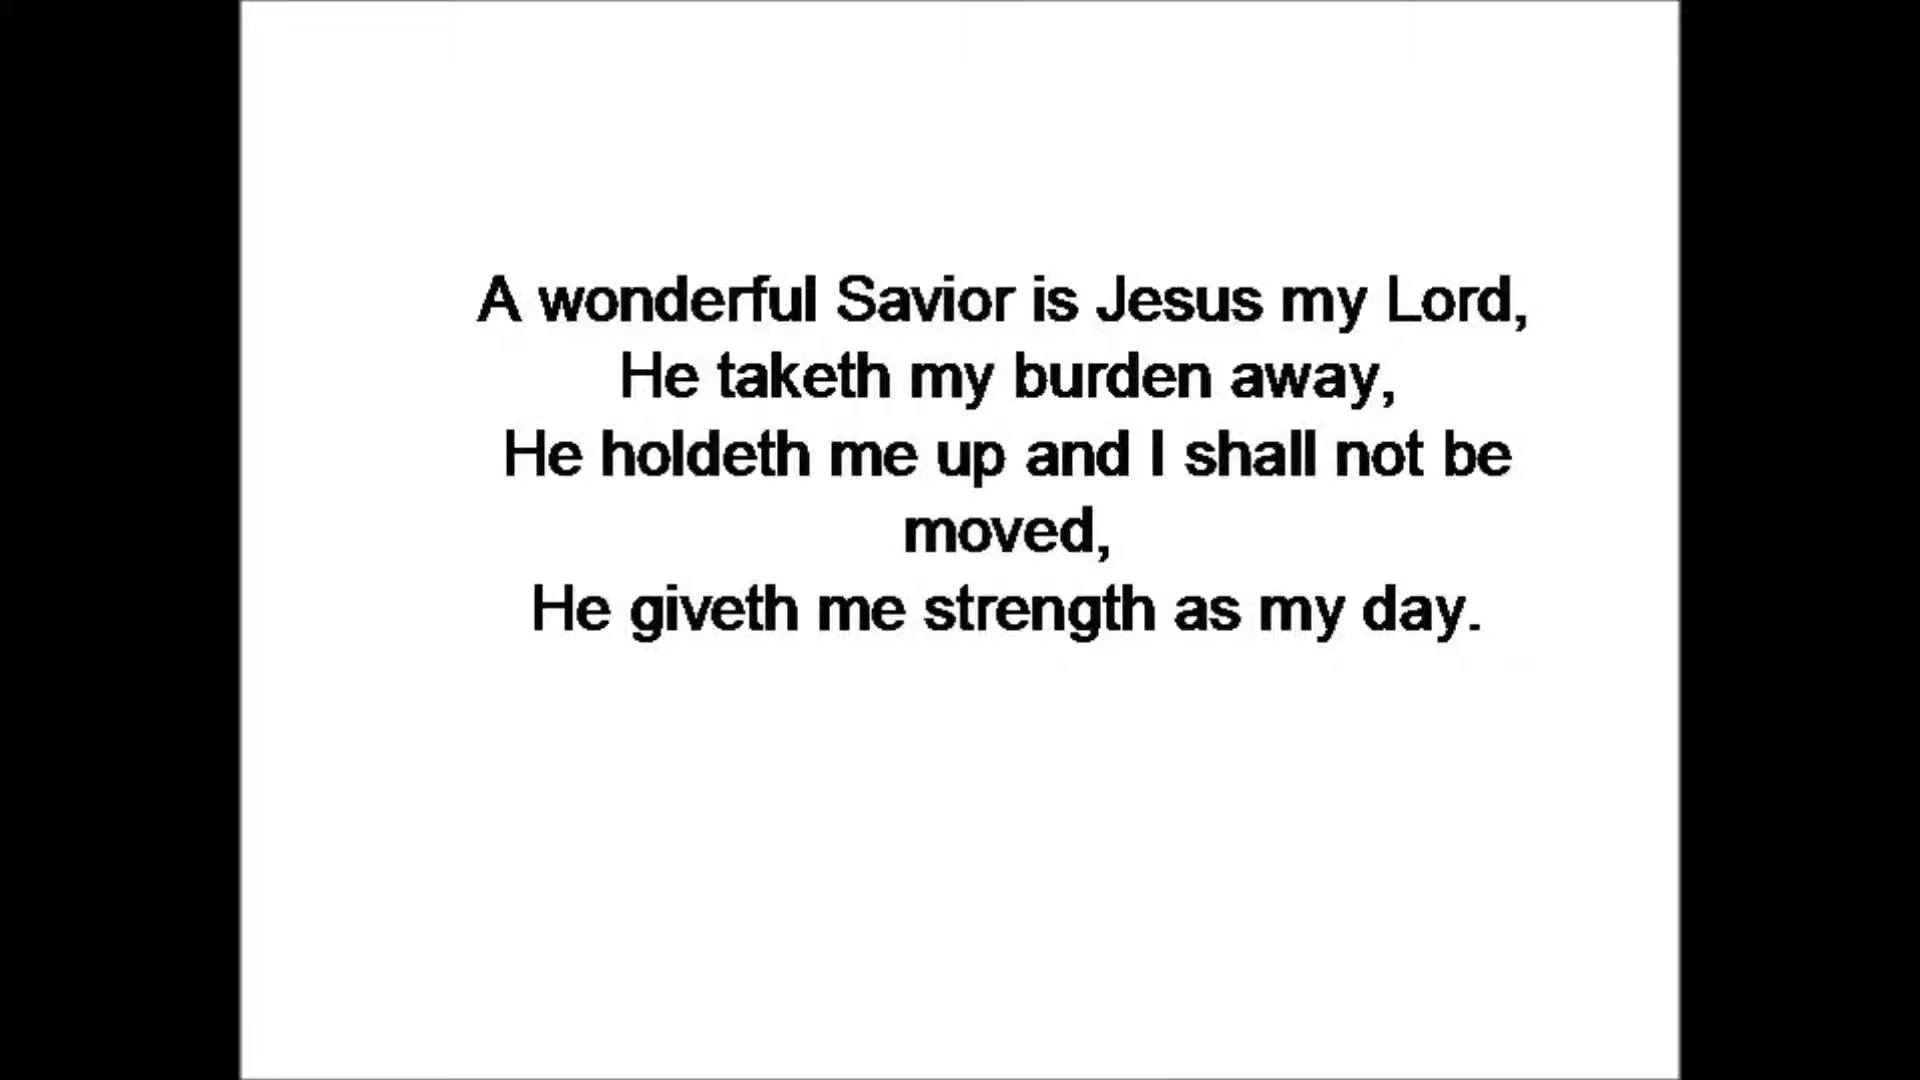 A wonderful Savior is Jesus my Lord,
He taketh my burden away,
He holdeth me up and I shall not be
moved,
He giveth me strength as my day.